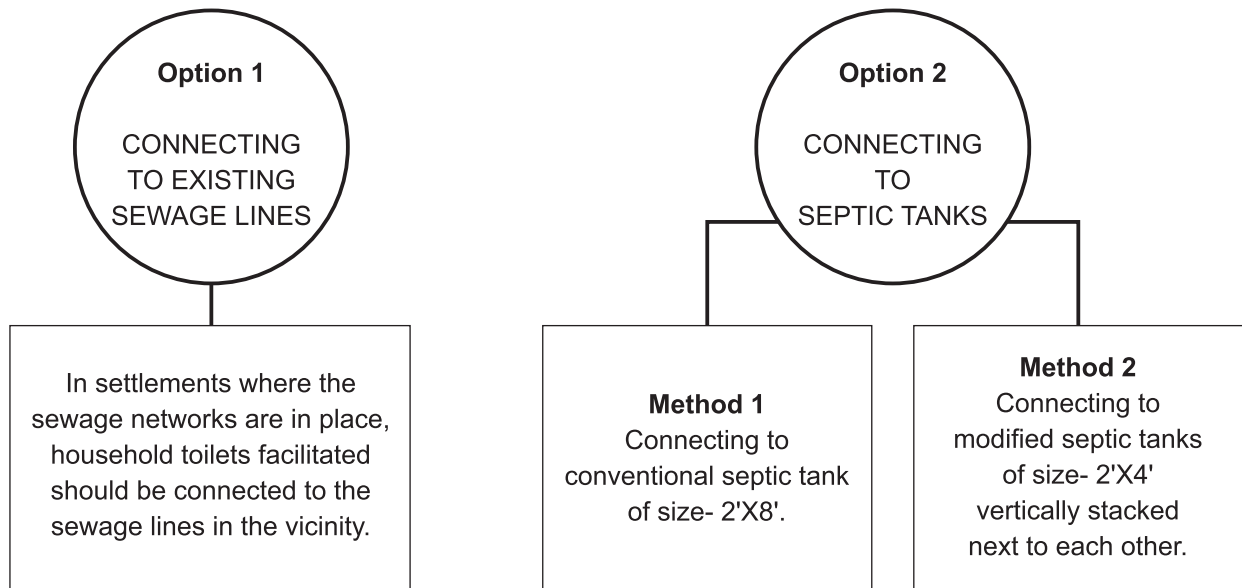 Option 1
CONNECTING
TO EXISTING
SEWAGE LINES
In settlements where the
sewage networks are in place,
household toilets facilitated
should be connected to the
sewage lines in the vicinity.
Option 2
CONNECTING
TO
SEPTIC TANKS
Method 1
Connecting to
conventional septic tank
of size- 2'X8'.
Method 2
Connecting to
modified septic tanks
of size- 2'X4'
vertically stacked
next to each other.